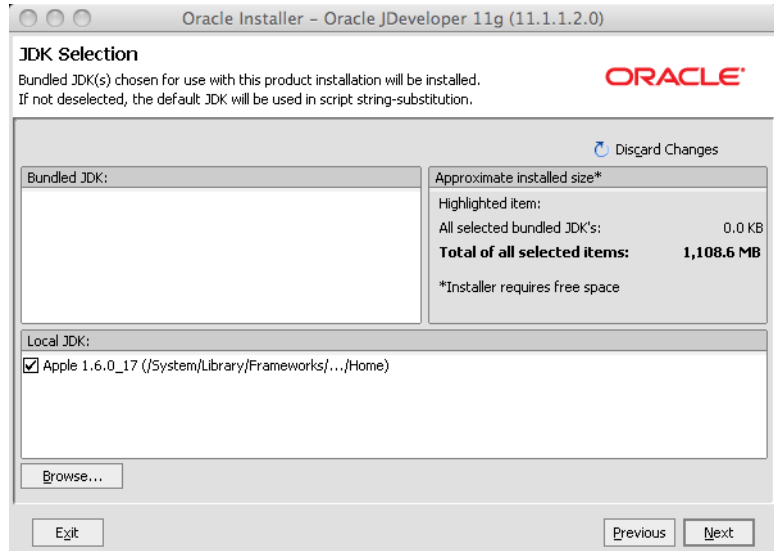 Oracle Installer – Oracle JDeveloper 11g (11.1.1.2.0)
JDK Selection
Bundled JDK(s) chosen for use with this product installation will be installed.
If not deselected, the default JDK will be used in script string-substitution.
ORACLE®
Discard Changes
Bundled JDK:
Approximate installed size*
Highlighted item:
All selected bundled JDK's: 0.0 KB
Total of all selected items: 1,108.6 MB
*Installer requires free space
Local JDK:
Apple 1.6.0_17 (/System/Library/Frameworks/.../Home)
Browse...
Exit Previous Next